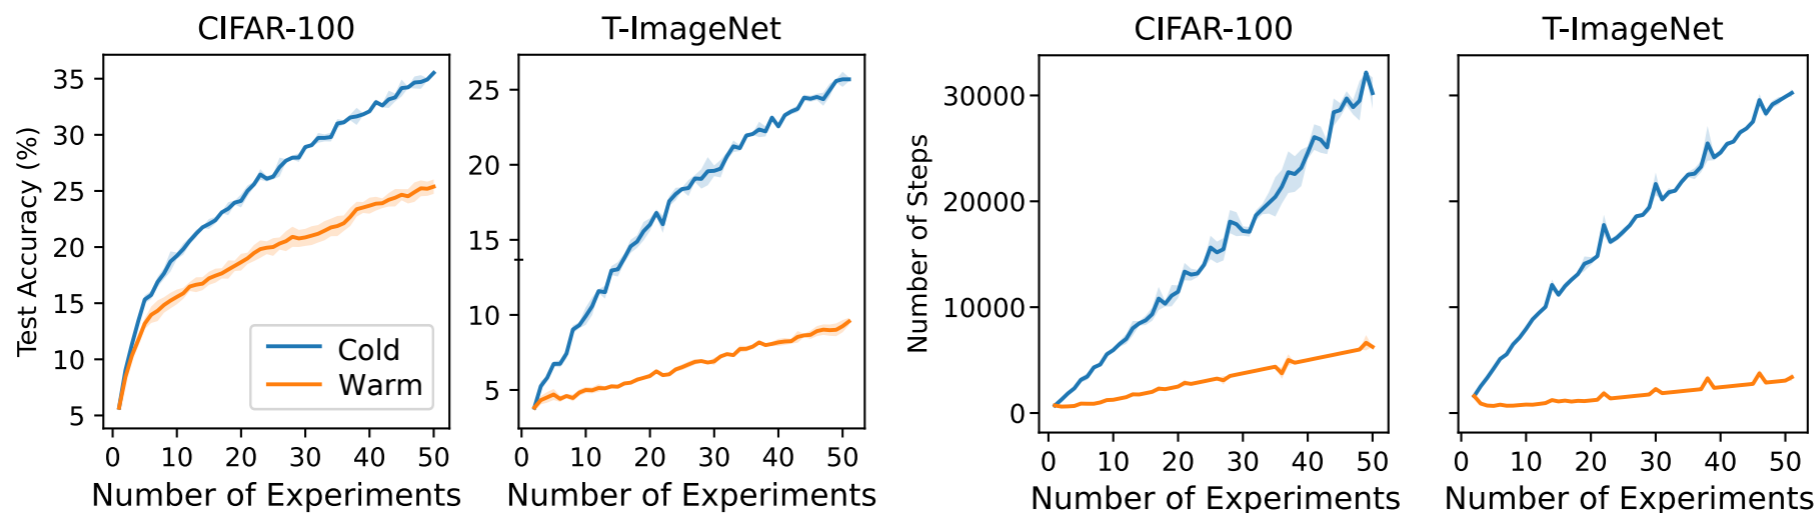 CIFAR-100
T-ImageNet
CIFAR-100
T-ImageNet
Test Accuracy (%)
35
30
25
20
15
10
5
Cold
Warm
0 10 20 30 40 50
Number of Experiments
25
20
15
10
5
0 10 20 30 40 50
Number of Experiments
Number of Steps
30000
20000
10000
0
0 10 20 30 40 50
Number of Experiments
0 10 20 30 40 50
Number of Experiments